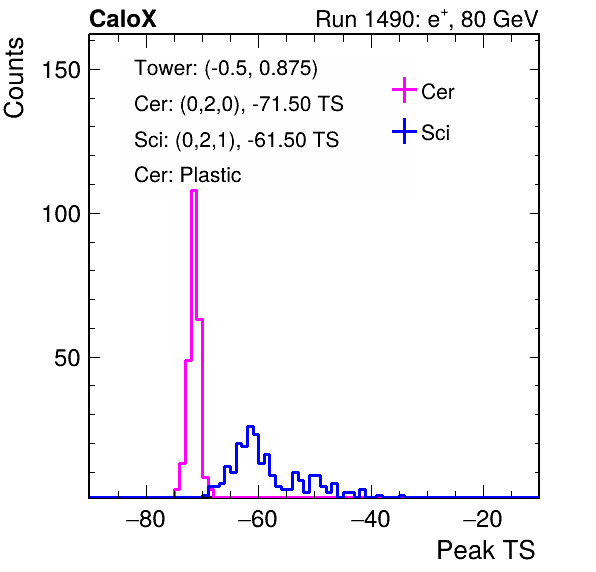 CaloX Run 1490: e⁺, 80 GeV
Counts
Tower: (-0.5, 0.875)
Cer: (0,2,0), -71.50 TS
Sci: (0,2,1), -61.50 TS
Cer: Plastic
Cer
Sci
150
100
50
−80 −60 −40 −20
Peak TS